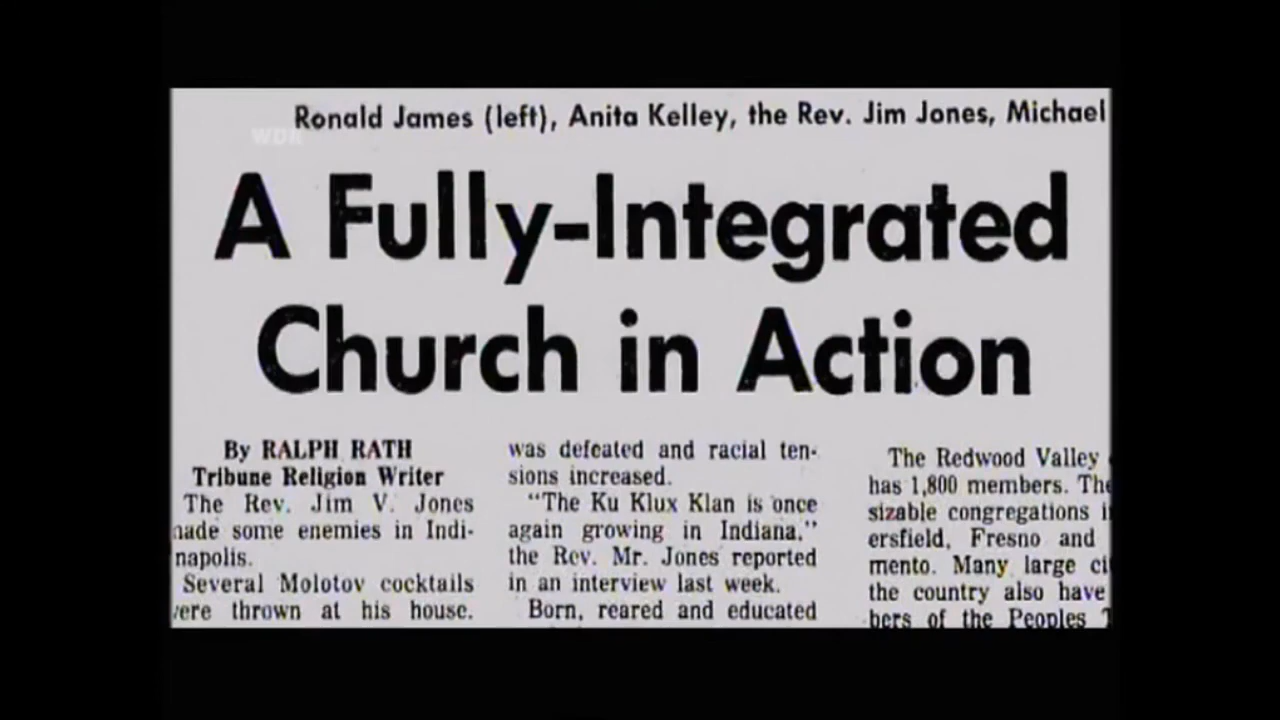 Ronald James (left), Anita Kelley, the Rev. Jim Jones, Michael
WDR
A Fully-Integrated
Church in Action
By RALPH RATH
Tribune Religion Writer
The Rev. Jim V. Jones
made some enemies in Indi-
napolis.
Several Molotov cocktails
were thrown at his house.
was defeated and racial ten-
sions increased.
"The Ku Klux Klan is once
again growing in Indiana,"
the Rev. Mr. Jones reported
in an interview last week.
Born, reared and educated
The Redwood Valley
has 1,800 members. The
sizable congregations i
ersfield, Fresno and
mento. Many large ci
the country also have
bers of the Peoples T